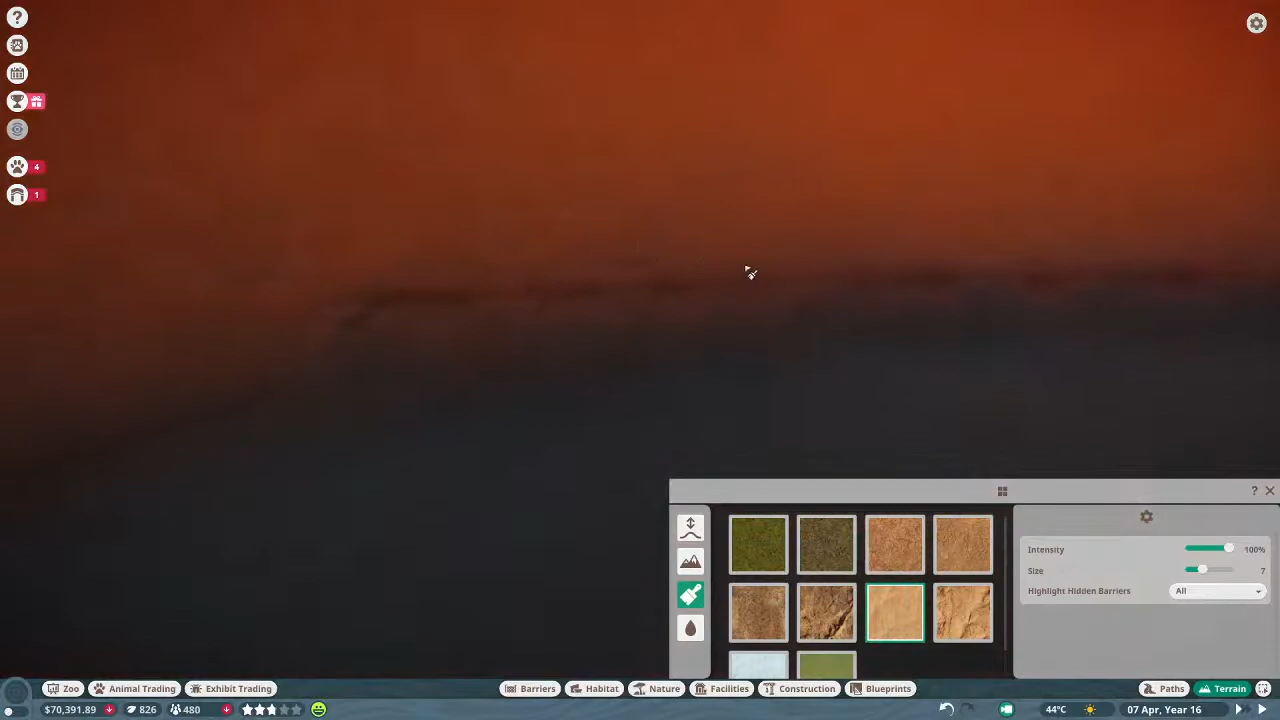 ?
4
1
? 
Intensity 100%
Size 7
Highlight Hidden Barriers All
Zoo Animal Trading Exhibit Trading Barriers Habitat Nature Facilities Construction Blueprints Paths Terrain
$70,391.89 826 480 44°C 07 Apr, Year 16